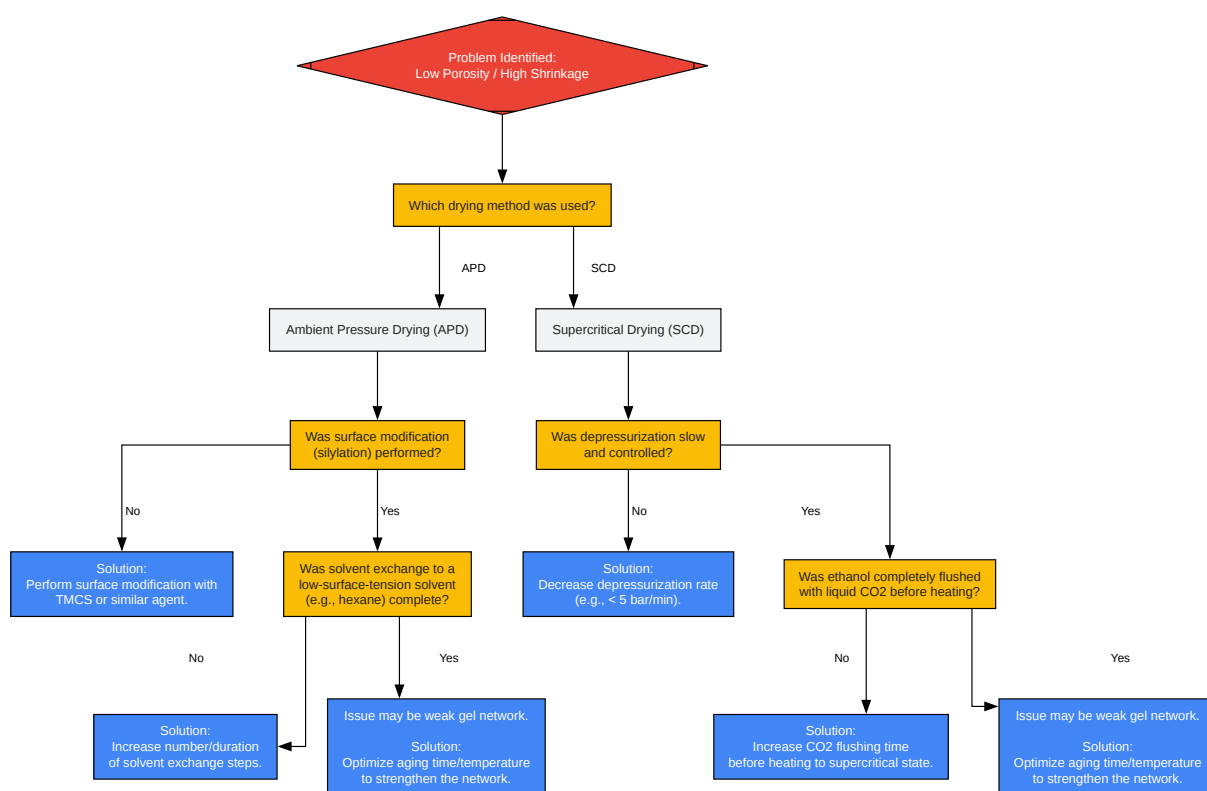 Problem Identified:
Low Porosity / High Shrinkage
Which drying method was used?
APD
SCD
Ambient Pressure Drying (APD)
Supercritical Drying (SCD)
Was surface modification
(silylation) performed?
Was depressurization slow
and controlled?
No
Yes
No
Yes
Solution:
Perform surface modification with
TMCS or similar agent.
Was solvent exchange to a
low-surface-tension solvent
(e.g., hexane) complete?
Solution:
Decrease depressurization rate
(e.g., < 5 bar/min).
Was ethanol completely flushed
with liquid CO2 before heating?
No
Yes
No
Yes
Solution:
Increase number/duration
of solvent exchange steps.
Issue may be weak gel network.
Solution:
Optimize aging time/temperature
to strengthen the network.
Solution:
Increase CO2 flushing time
before heating to supercritical state.
Issue may be weak gel network.
Solution:
Optimize aging time/temperature
to strengthen the network.